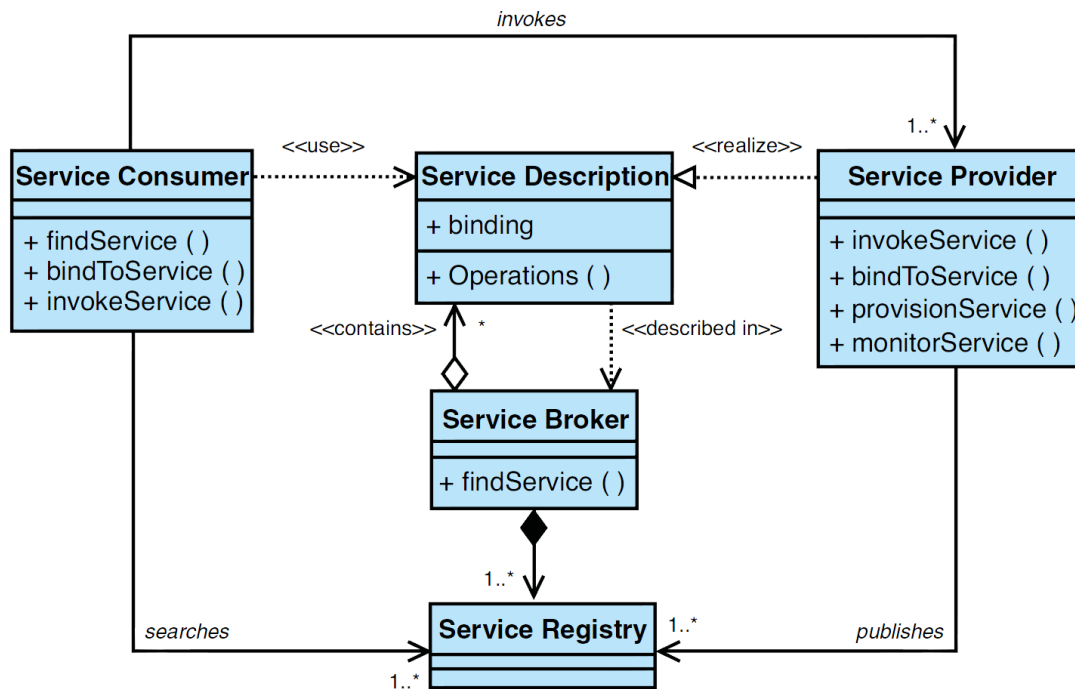 invokes
1..*
<<use>>
<<realize>>
Service Consumer
+ findService ( )
+ bindToService ( )
+ invokeService ( )
Service Description
+ binding
+ Operations ( )
Service Provider
+ invokeService ( )
+ bindToService ( )
+ provisionService ( )
+ monitorService ( )
<<contains>>
*
<<described in>>
Service Broker
+ findService ( )
1..*
searches
1..*
Service Registry
1..*
publishes